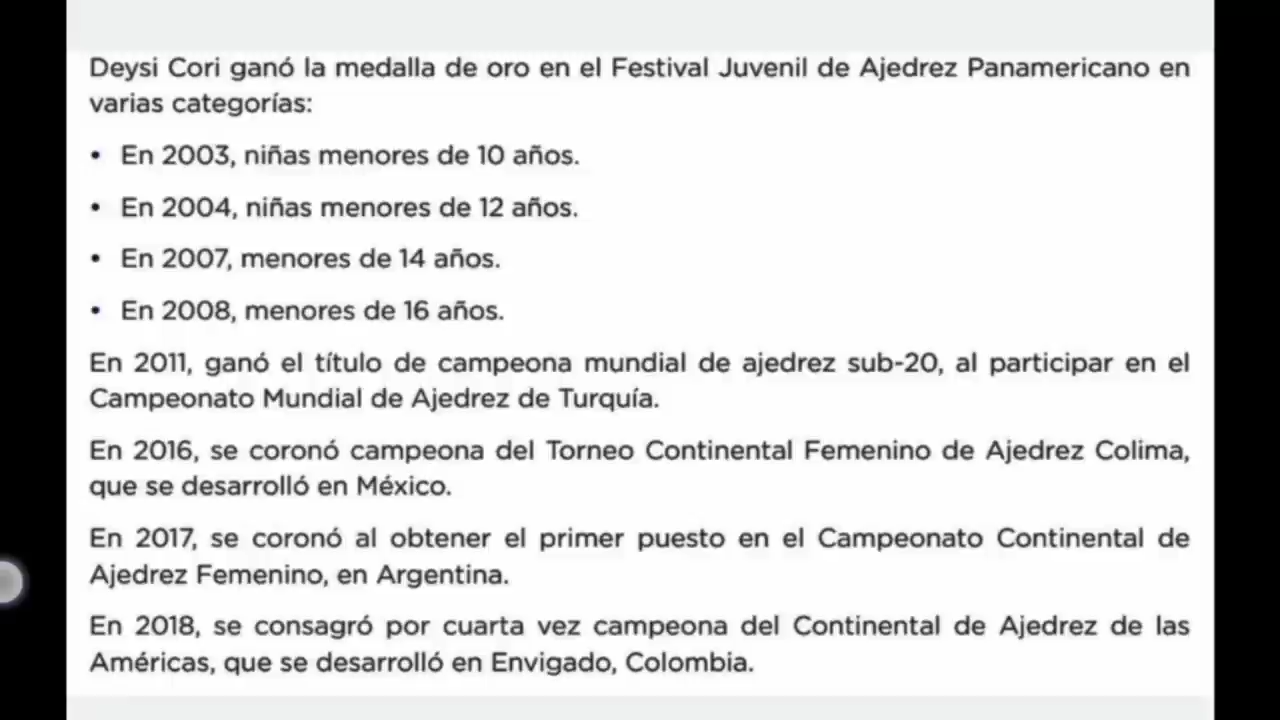 Deysi Cori ganó la medalla de oro en el Festival Juvenil de Ajedrez Panamericano en
varias categorías:
• En 2003, niñas menores de 10 años.
• En 2004, niñas menores de 12 años.
• En 2007, menores de 14 años.
• En 2008, menores de 16 años.
En 2011, ganó el título de campeona mundial de ajedrez sub-20, al participar en el
Campeonato Mundial de Ajedrez de Turquía.
En 2016, se coronó campeona del Torneo Continental Femenino de Ajedrez Colima,
que se desarrolló en México.
En 2017, se coronó al obtener el primer puesto en el Campeonato Continental de
Ajedrez Femenino, en Argentina.
En 2018, se consagró por cuarta vez campeona del Continental de Ajedrez de las
Américas, que se desarrolló en Envigado, Colombia.